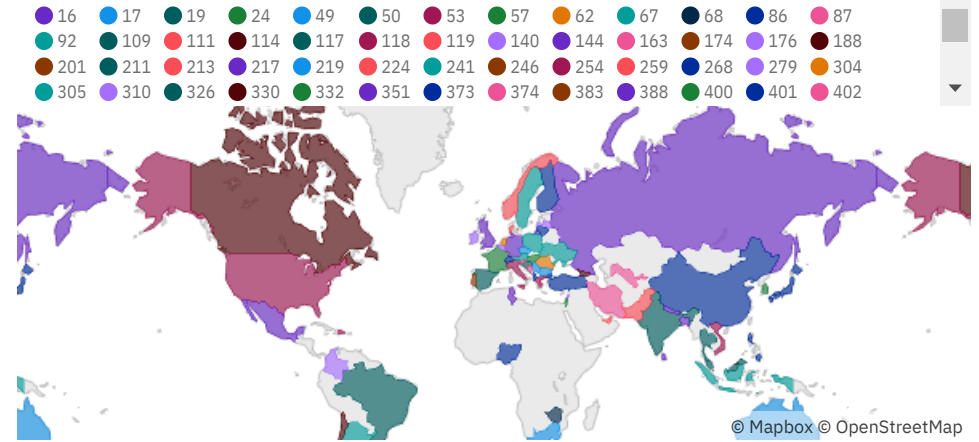 16 17 19 24 49 50 53 57 62 67 68 86 87
92 109 111 114 117 118 119 140 144 163 174 176 188
201 211 213 217 219 224 241 246 254 259 268 279 304
305 310 326 330 332 351 373 374 383 388 400 401 402
© Mapbox © OpenStreetMap